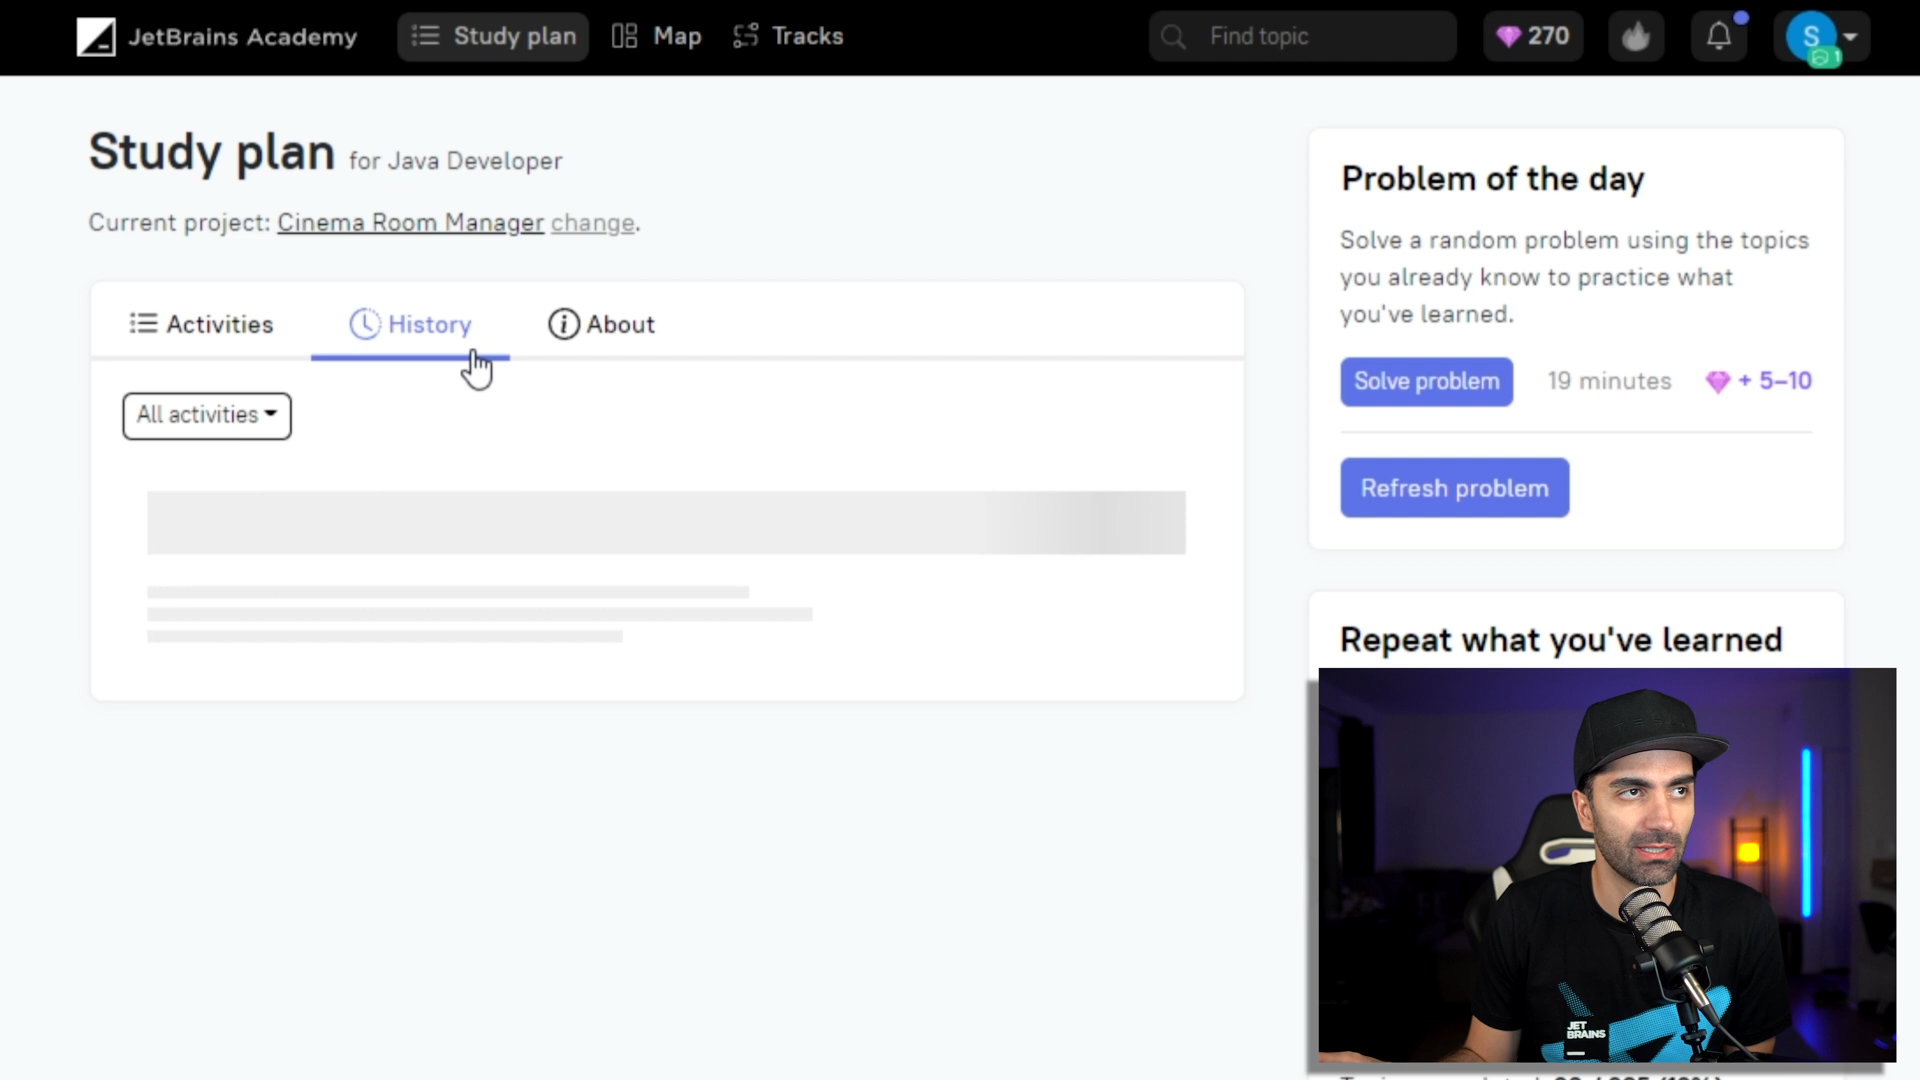 JetBrains Academy
Study plan
Map
Tracks
Find topic
270
S
1
Study plan for Java Developer
Current project: Cinema Room Manager change.
Activities
History
About
All activities
Problem of the day
Solve a random problem using the topics
you already know to practice what
you've learned.
Solve problem
19 minutes
+ 5–10
Refresh problem
Repeat what you've learned
JET
BRAINS